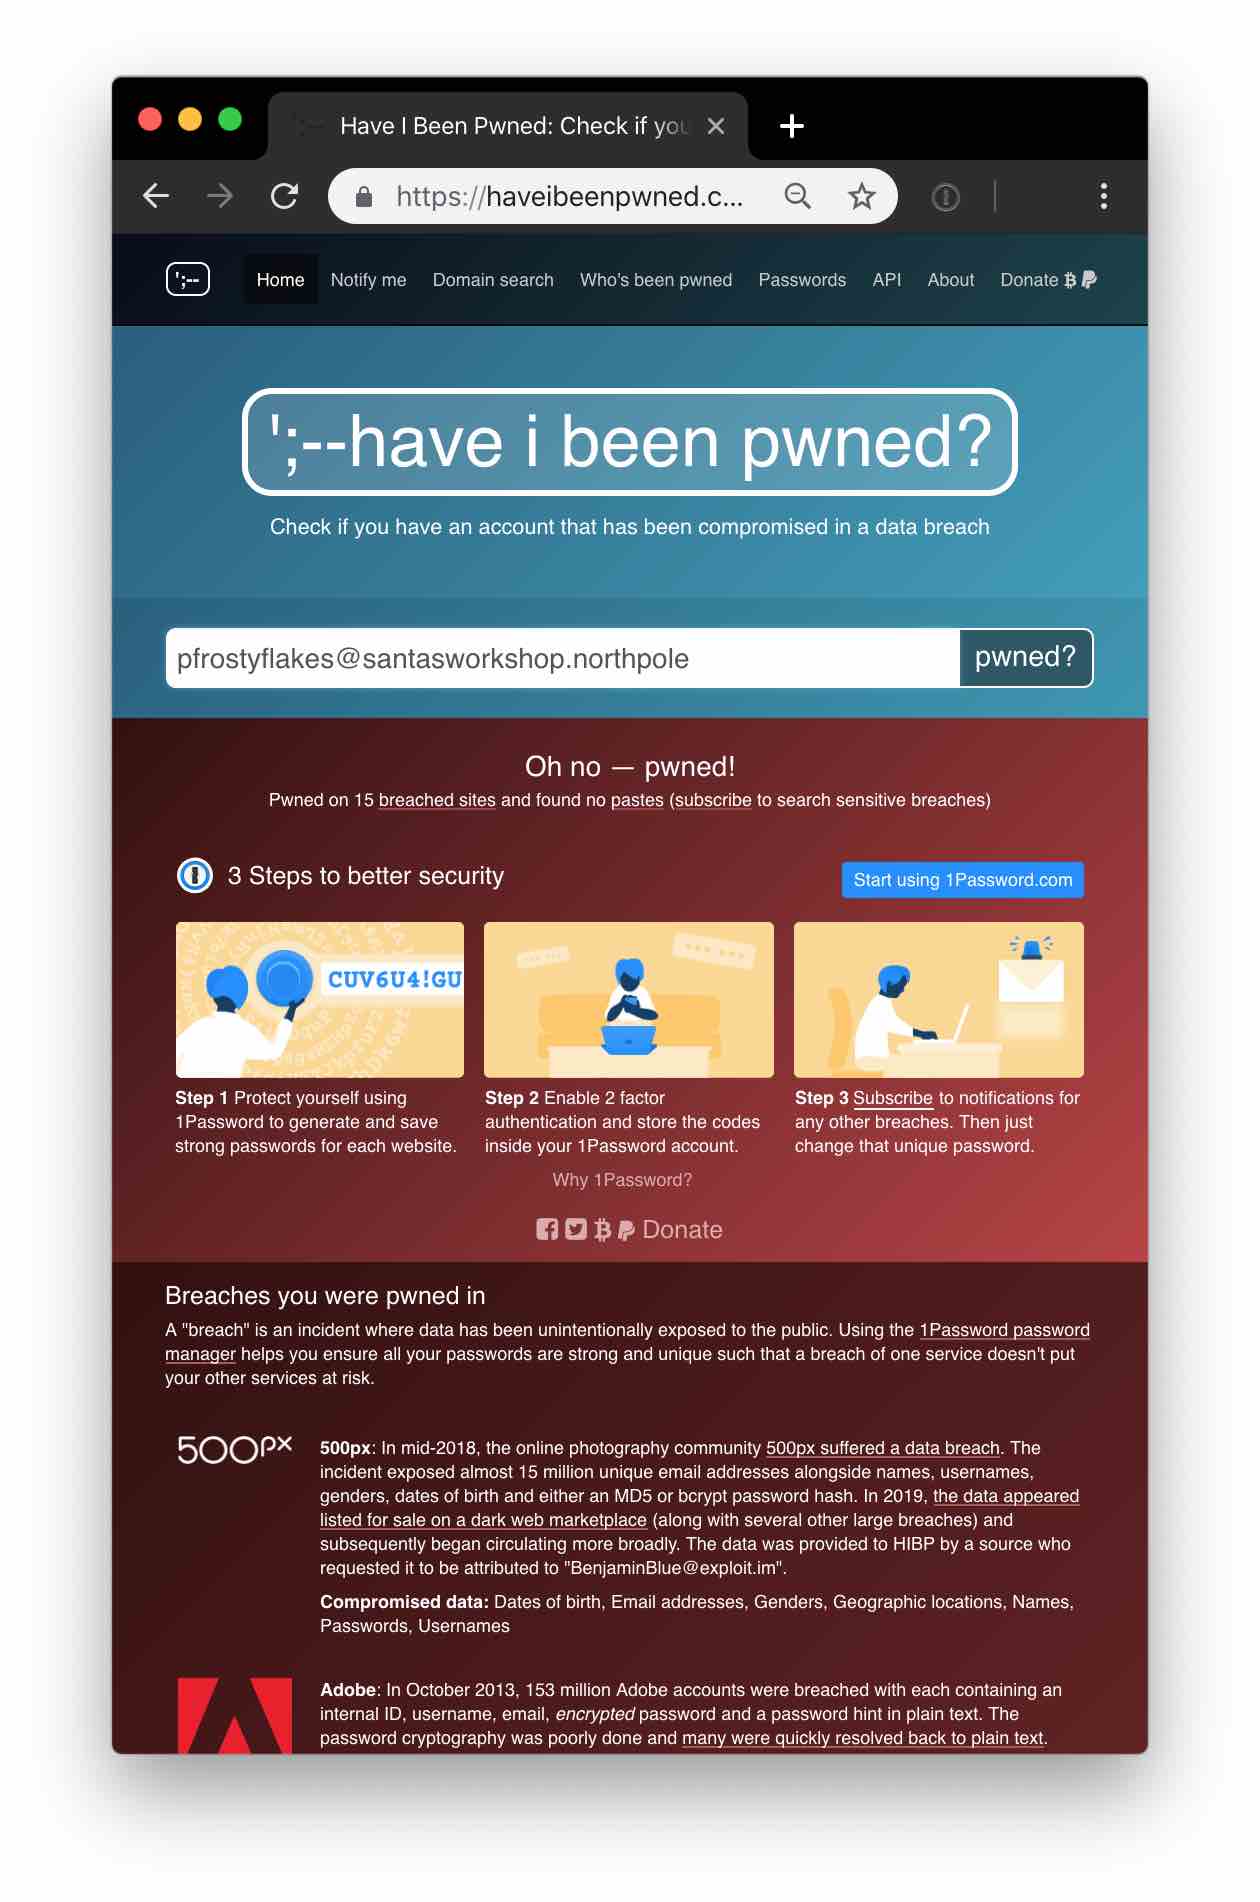 Have I Been Pwned: Check if you
https://haveibeenpwned.c...
';--
Home Notify me Domain search Who's been pwned Passwords API About Donate
';--have i been pwned?
Check if you have an account that has been compromised in a data breach
pfrostyflakes@santasworkshop.northpole
pwned?
Oh no — pwned!
Pwned on 15 breached sites and found no pastes (subscribe to search sensitive breaches)
3 Steps to better security
Start using 1Password.com
CUV6U4!GU
Step 1 Protect yourself using
1Password to generate and save
strong passwords for each website.
Step 2 Enable 2 factor
authentication and store the codes
inside your 1Password account.
Step 3 Subscribe to notifications for
any other breaches. Then just
change that unique password.
Why 1Password?
Donate
Breaches you were pwned in
A "breach" is an incident where data has been unintentionally exposed to the public. Using the 1Password password
manager helps you ensure all your passwords are strong and unique such that a breach of one service doesn't put
your other services at risk.
500px
500px: In mid-2018, the online photography community 500px suffered a data breach. The
incident exposed almost 15 million unique email addresses alongside names, usernames,
genders, dates of birth and either an MD5 or bcrypt password hash. In 2019, the data appeared
listed for sale on a dark web marketplace (along with several other large breaches) and
subsequently began circulating more broadly. The data was provided to HIBP by a source who
requested it to be attributed to "BenjaminBlue@exploit.im".
Compromised data: Dates of birth, Email addresses, Genders, Geographic locations, Names,
Passwords, Usernames
Adobe: In October 2013, 153 million Adobe accounts were breached with each containing an
internal ID, username, email, encrypted password and a password hint in plain text. The
password cryptography was poorly done and many were quickly resolved back to plain text.